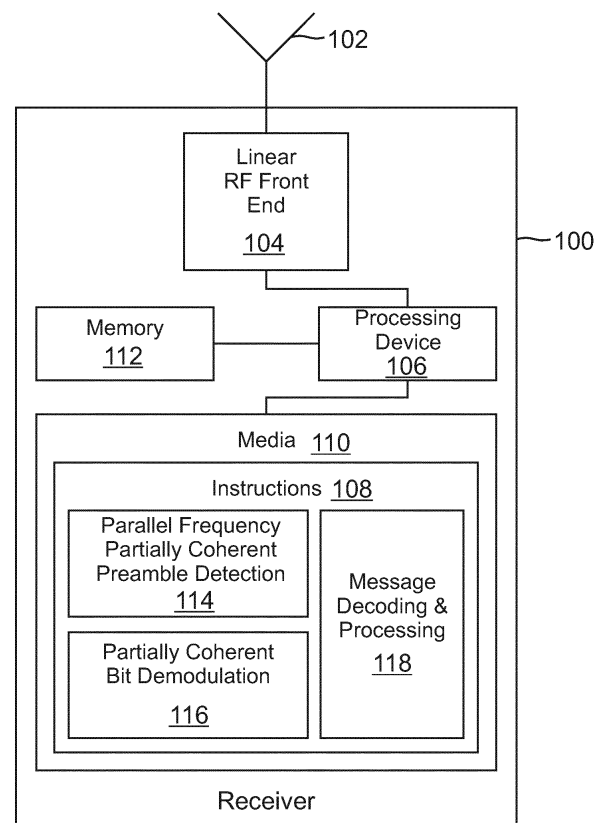 102
Linear
RF Front
End
104
100
Memory
112
Processing
Device
106
Media 110
Instructions 108
Parallel Frequency
Partially Coherent
Preamble Detection
114
Partially Coherent
Bit Demodulation
116
Message
Decoding &
Processing
118
Receiver